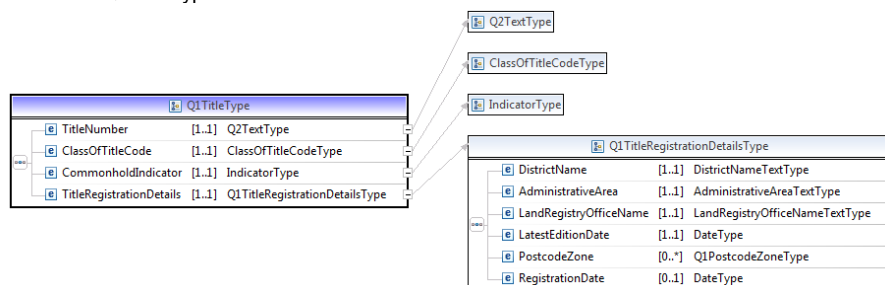 Q2TextType
ClassOfTitleCodeType
IndicatorType
Q1TitleType
e TitleNumber [1..1] Q2TextType
e ClassOfTitleCode [1..1] ClassOfTitleCodeType
e CommonholdIndicator [1..1] IndicatorType
e TitleRegistrationDetails [1..1] Q1TitleRegistrationDetailsType
Q1TitleRegistrationDetailsType
e DistrictName [1..1] DistrictNameTextType
e AdministrativeArea [1..1] AdministrativeAreaTextType
e LandRegistryOfficeName [1..1] LandRegistryOfficeNameTextType
e LatestEditionDate [1..1] DateType
e PostcodeZone [0..*] Q1PostcodeZoneType
e RegistrationDate [0..1] DateType